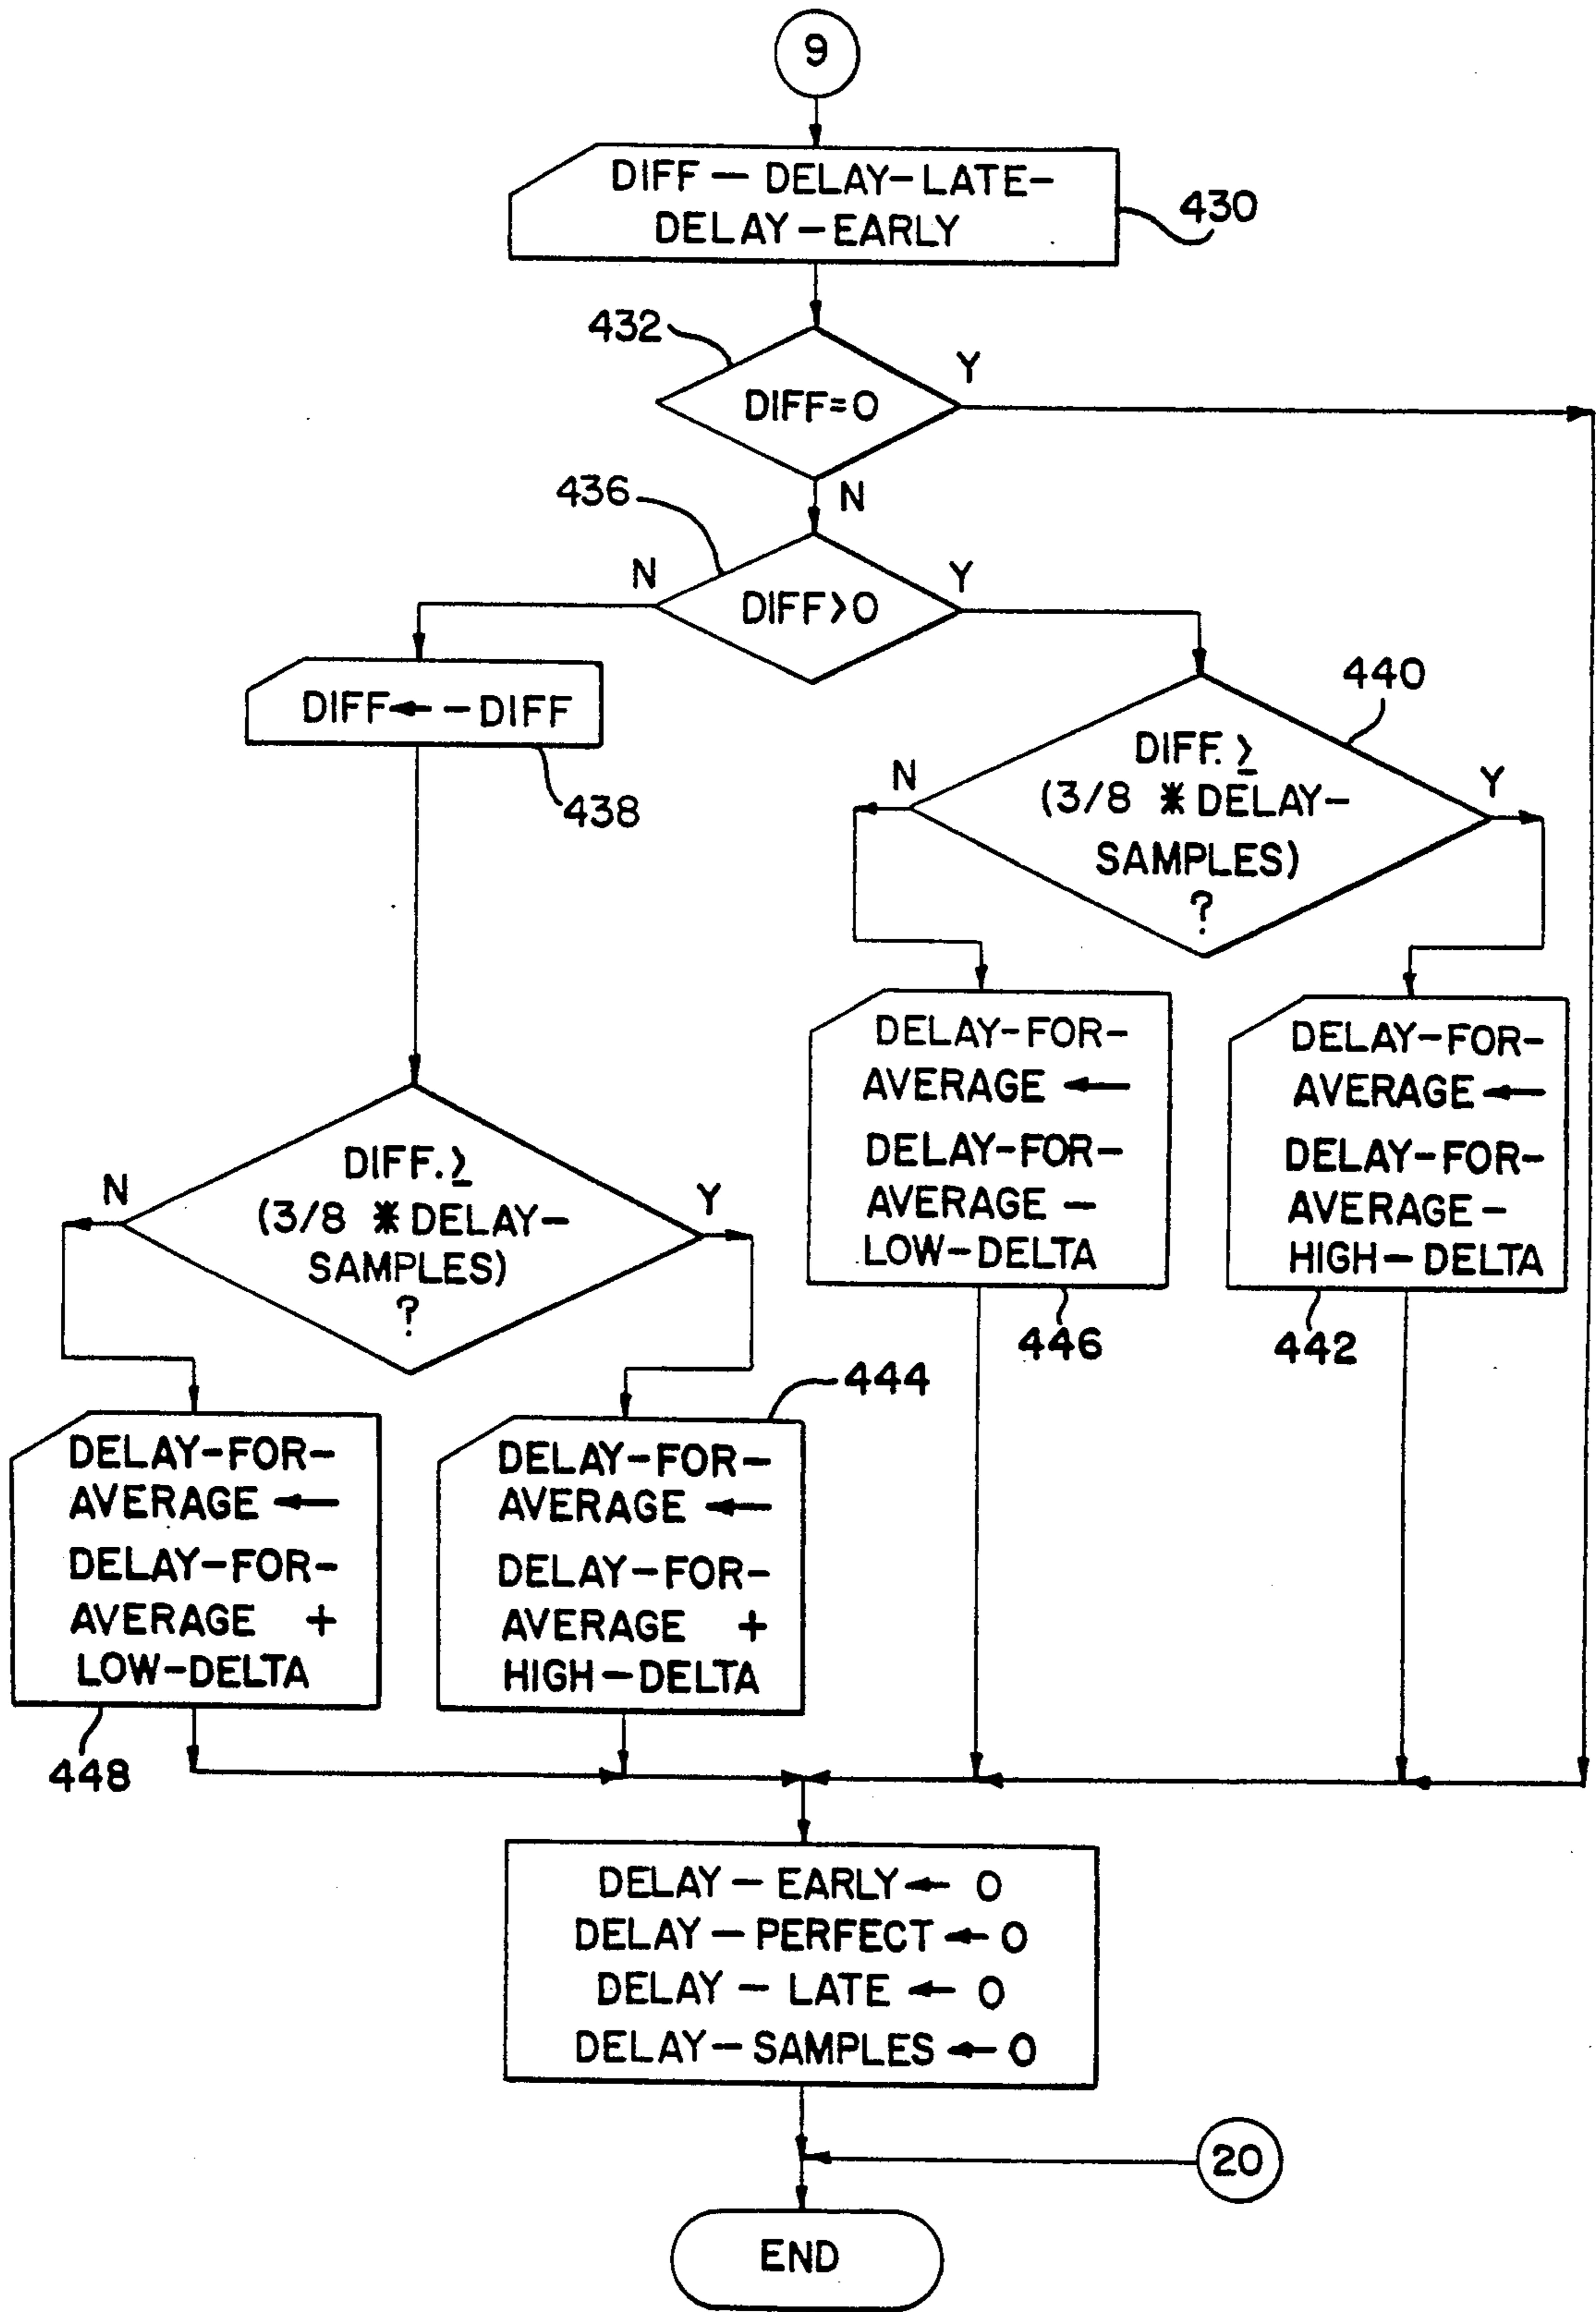 9
DIFF — DELAY-LATE-
DELAY-EARLY
430
432
Y
DIFF=0
N
436
N
Y
DIFF>0
DIFF← -DIFF
438
440
DIFF. ≥
(3/8 * DELAY-
SAMPLES)
?
N
Y
DELAY-FOR-
AVERAGE ←
DELAY-FOR-
AVERAGE -
LOW-DELTA
446
DELAY-FOR-
AVERAGE ←
DELAY-FOR-
AVERAGE -
HIGH-DELTA
442
DIFF. ≥
(3/8 * DELAY-
SAMPLES)
?
N
Y
444
DELAY-FOR-
AVERAGE ←
DELAY-FOR-
AVERAGE +
LOW-DELTA
448
DELAY-FOR-
AVERAGE ←
DELAY-FOR-
AVERAGE +
HIGH-DELTA
DELAY-EARLY← 0
DELAY-PERFECT ← 0
DELAY-LATE ← 0
DELAY-SAMPLES ← 0
20
END